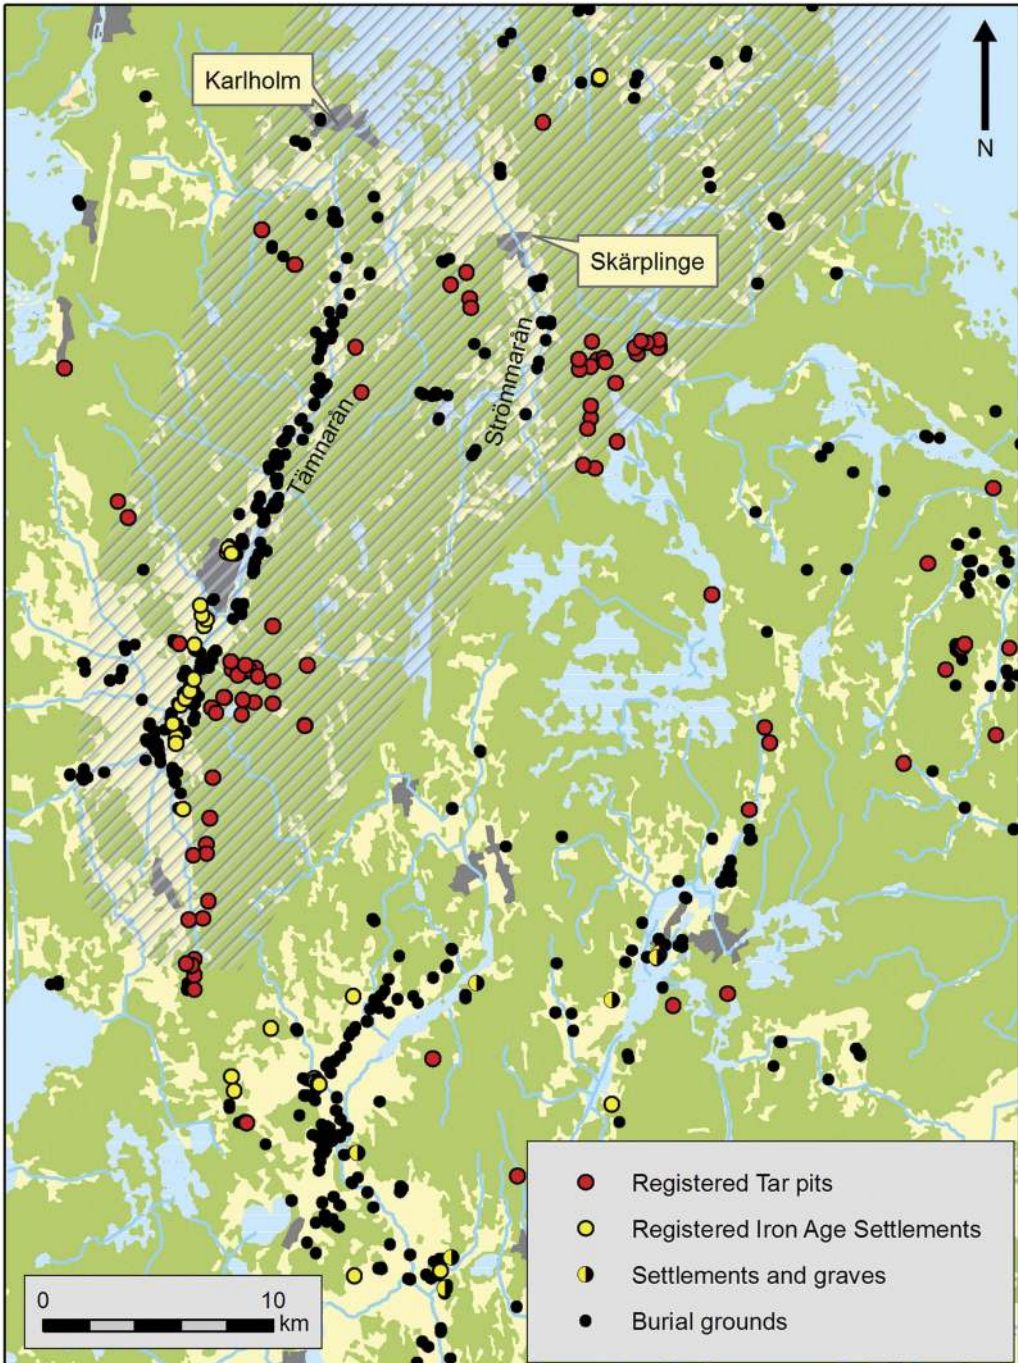 Karlholm
N
Skärplinge
Tämnarån
Strömmarån
Registered Tar pits
Registered Iron Age Settlements
Settlements and graves
Burial grounds
0 10
km